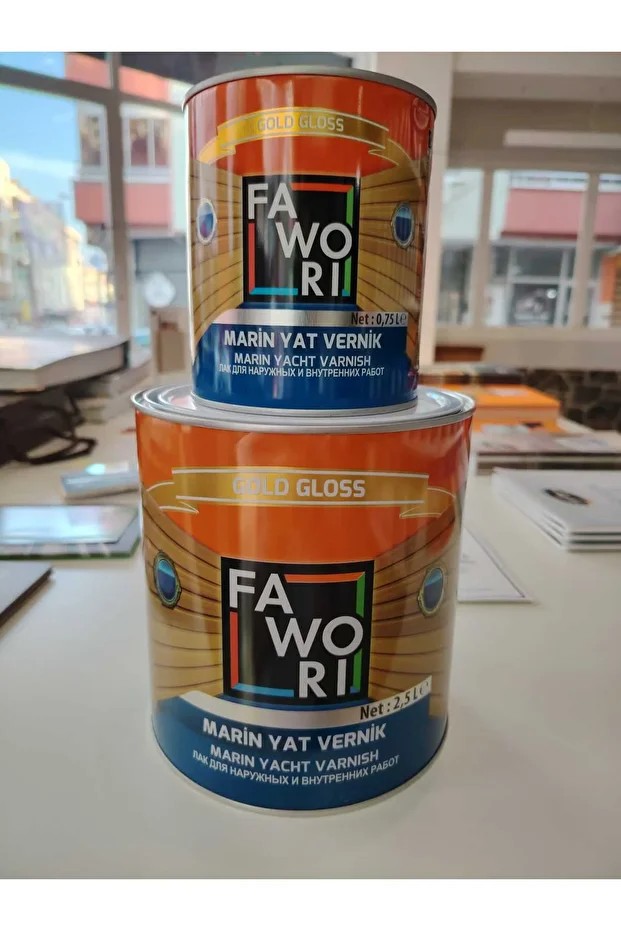 GOLD GLOSS
FA
WO
RI
Net : 0,75 L℮
MARİN YAT VERNİK
MARIN YACHT VARNISH
ЛАК ДЛЯ НАРУЖНЫХ И ВНУТРЕННИХ РАБОТ
GOLD GLOSS
FA
WO
RI
Net : 2,5 L℮
MARİN YAT VERNİK
MARIN YACHT VARNISH
ЛАК ДЛЯ НАРУЖНЫХ И ВНУТРЕННИХ РАБОТ